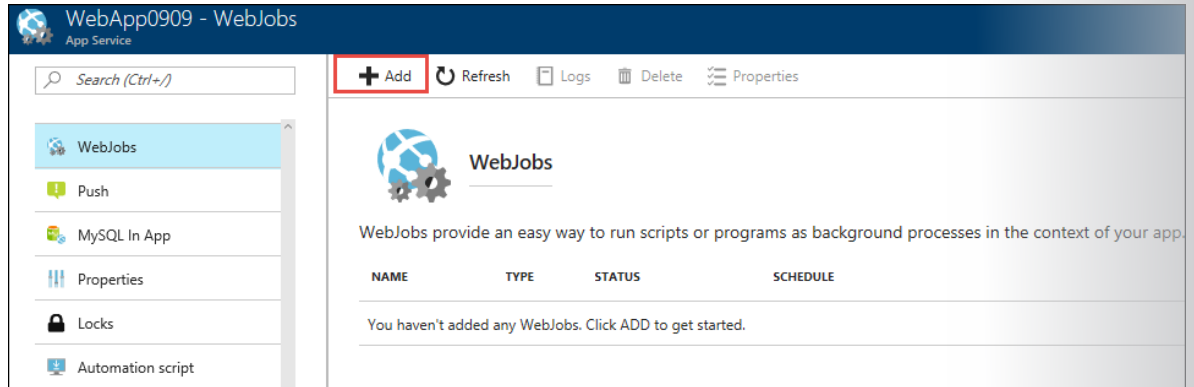 WebApp0909 - WebJobs
App Service
Search (Ctrl+/)
WebJobs
Push
MySQL In App
Properties
Locks
Automation script
Add Refresh Logs Delete Properties
WebJobs
WebJobs provide an easy way to run scripts or programs as background processes in the context of your app.
NAME TYPE STATUS SCHEDULE
You haven't added any WebJobs. Click ADD to get started.